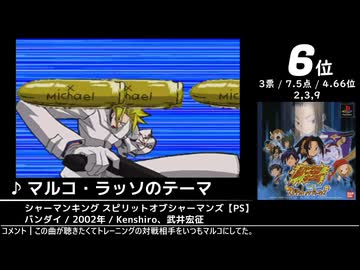 6位
3票 / 7.5点 / 4.66位
2,3,9
Michael
Michael
♪ マルコ・ラッソのテーマ
シャーマンキング スピリットオブシャーマンズ【PS】
バンダイ / 2002年 / Kenshiro、武井宏征
コメント┃この曲が聴きたくてトレーニングの対戦相手をいつもマルコにしてた。